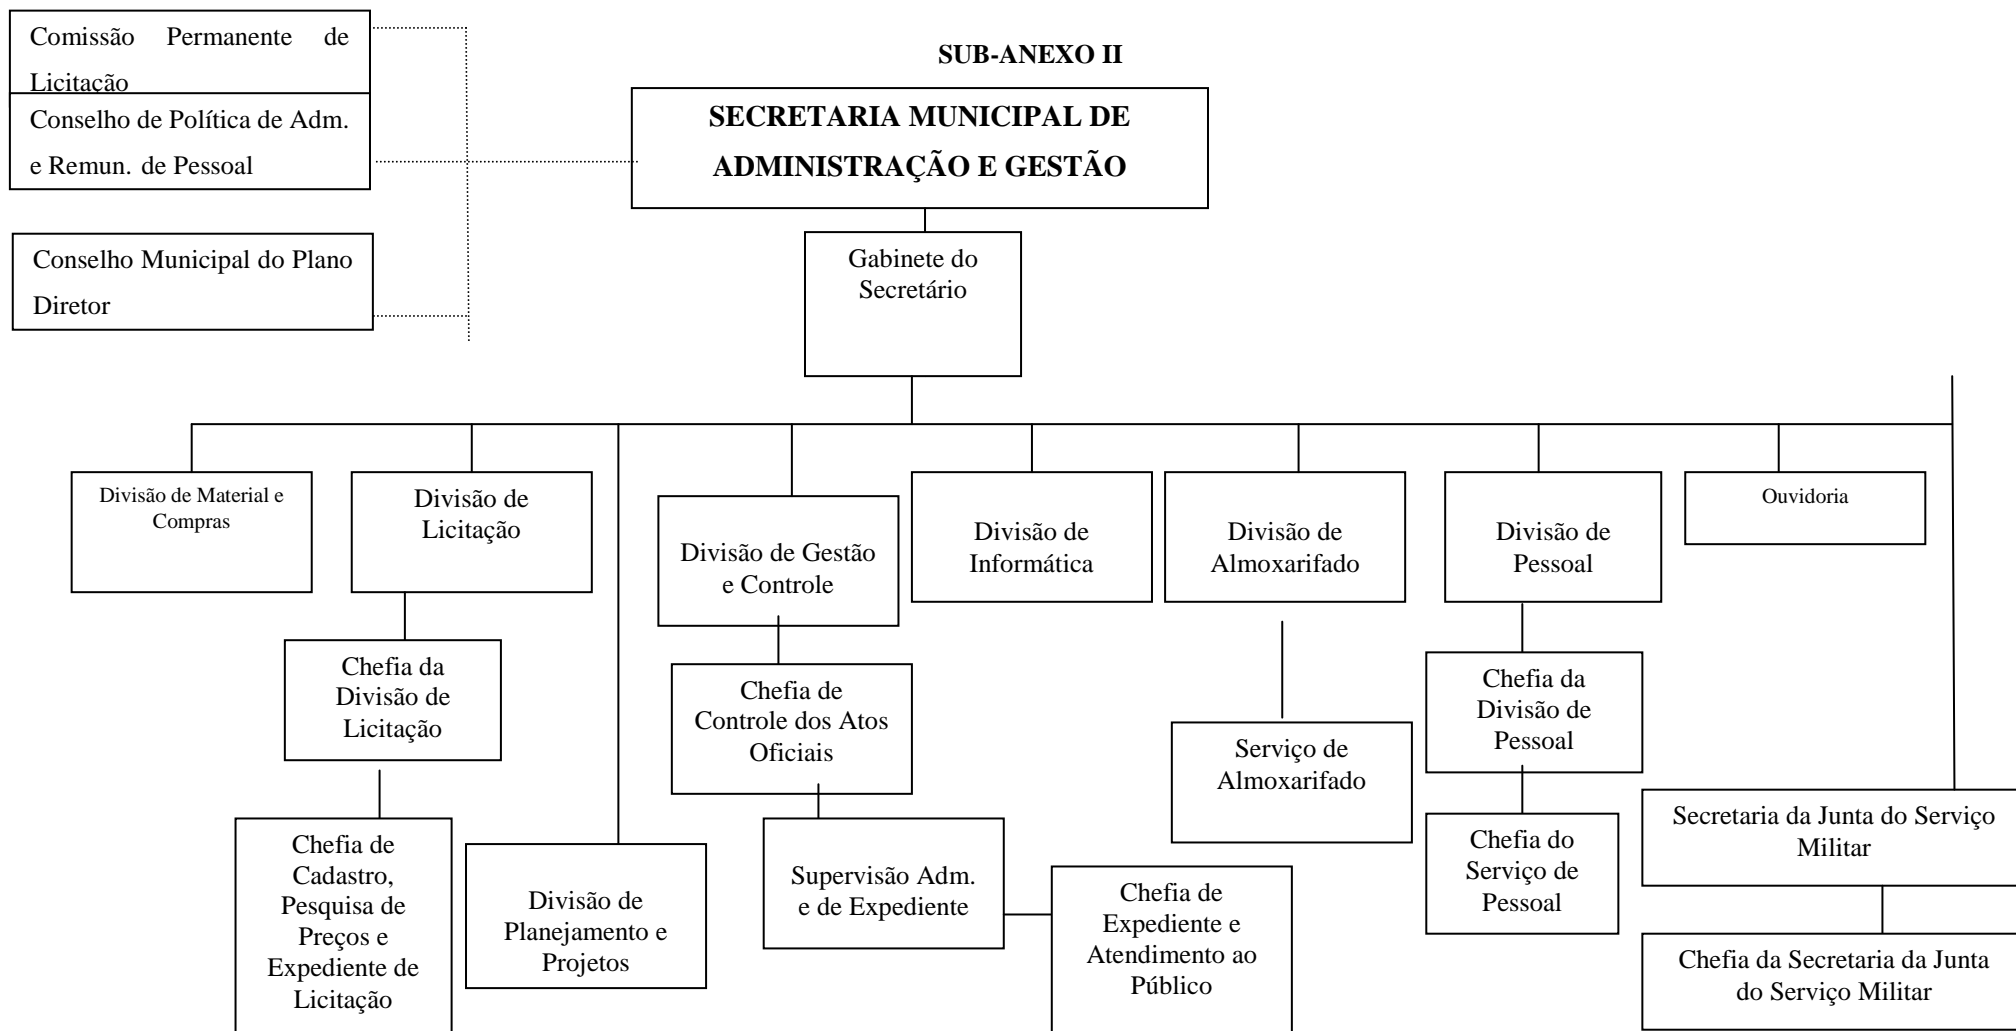 Comissão Permanente de
Licitação
Conselho de Política de Adm.
e Remun. de Pessoal
Conselho Municipal do Plano
Diretor
SUB-ANEXO II
SECRETARIA MUNICIPAL DE
ADMINISTRAÇÃO E GESTÃO
Gabinete do
Secretário
Divisão de Material e
Compras
Divisão de
Licitação
Divisão de Gestão
e Controle
Divisão de
Informática
Divisão de
Almoxarifado
Divisão de
Pessoal
Ouvidoria
Chefia da
Divisão de
Licitação
Chefia de
Controle dos Atos
Oficiais
Serviço de
Almoxarifado
Chefia da
Divisão de
Pessoal
Chefia de
Cadastro,
Pesquisa de
Preços e
Expediente de
Licitação
Divisão de
Planejamento e
Projetos
Supervisão Adm.
e de Expediente
Chefia de
Expediente e
Atendimento ao
Público
Chefia do
Serviço de
Pessoal
Secretaria da Junta do Serviço
Militar
Chefia da Secretaria da Junta
do Serviço Militar